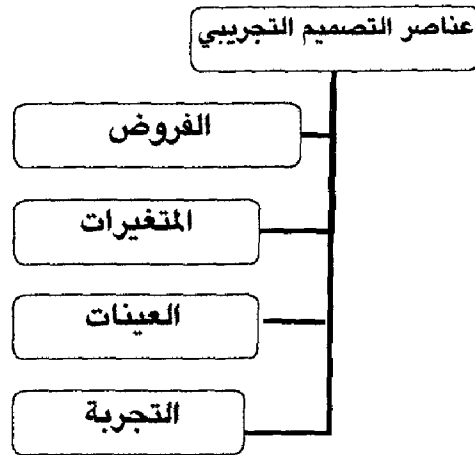 عناصر التصميم التجريبي
الفروض
المتغيرات
العينات
التجربة